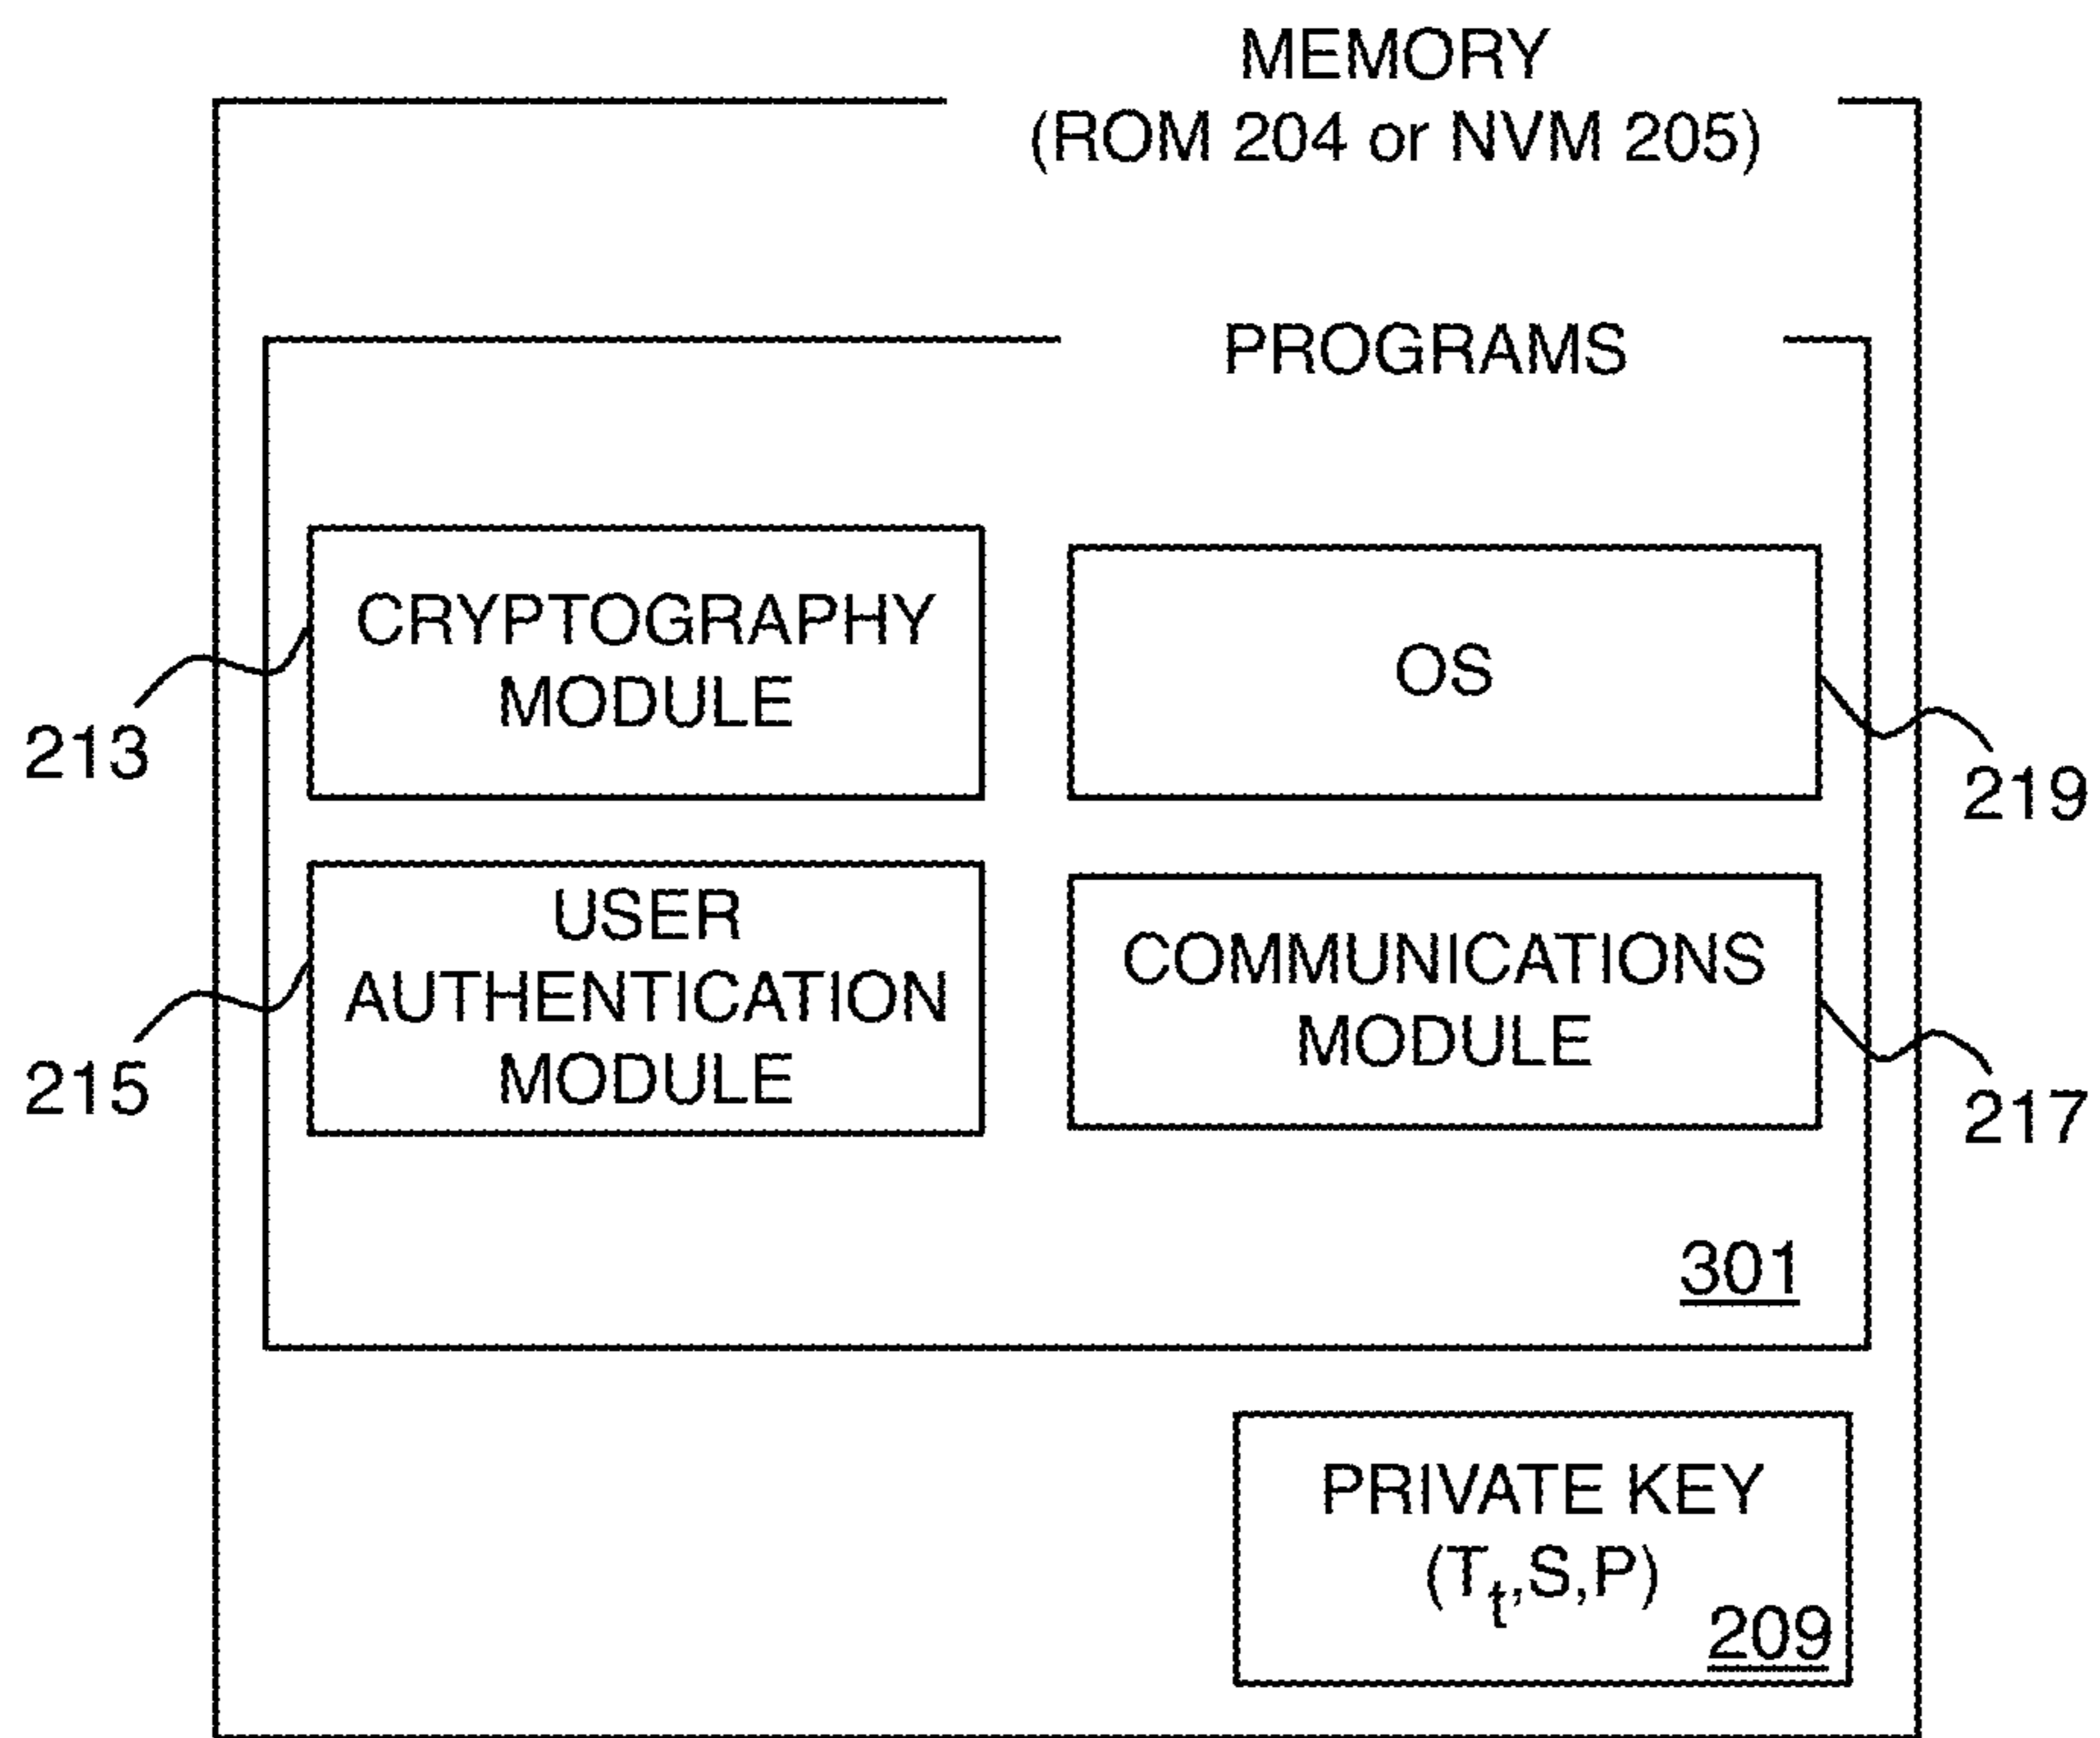 MEMORY
(ROM 204 or NVM 205)
PROGRAMS
CRYPTOGRAPHY
MODULE
213
OS
219
USER
AUTHENTICATION
MODULE
215
COMMUNICATIONS
MODULE
217
301
PRIVATE KEY
(Tt,S,P)
209